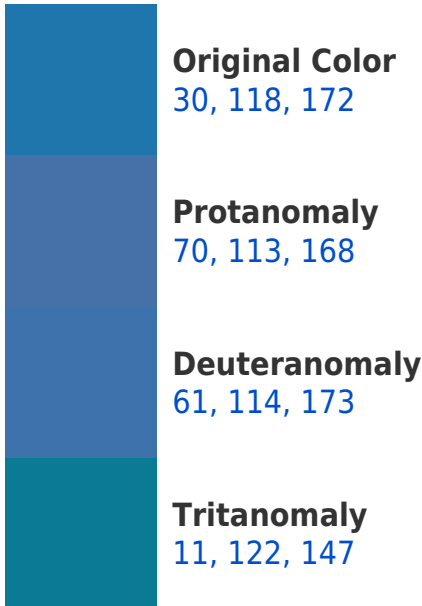 Original Color
30, 118, 172
Protanomaly
70, 113, 168
Deuteranomaly
61, 114, 173
Tritanomaly
11, 122, 147